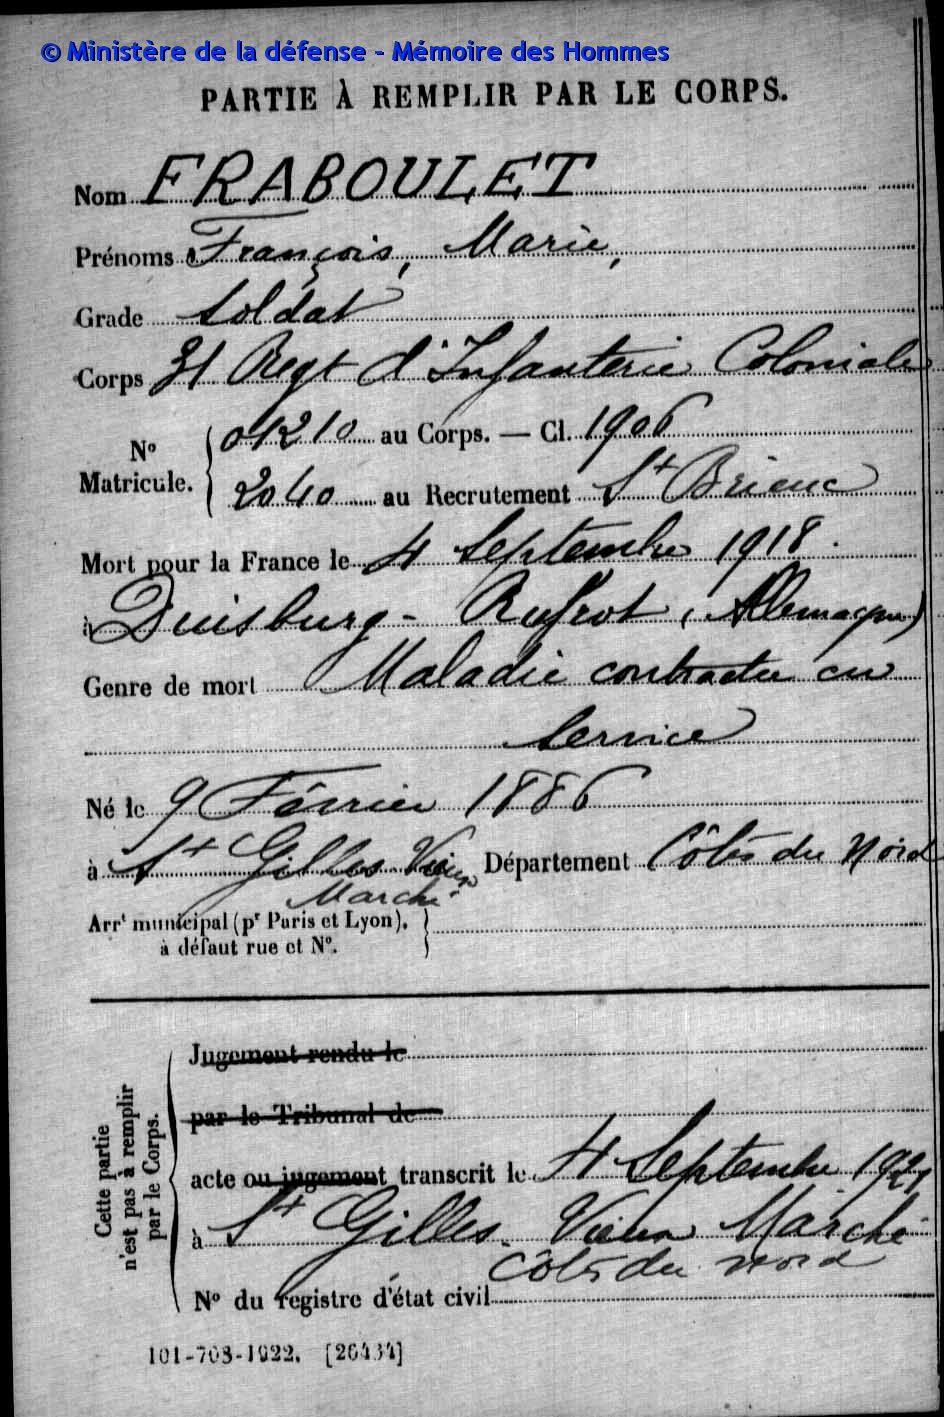 © Ministère de la défense - Mémoire des Hommes
PARTIE À REMPLIR PAR LE CORPS.
Nom FRABOULET
Prénoms François, Marie,
Grade Soldat
Corps 31 Regt d'Infanterie Coloniale
N° Matricule. 01210 au Corps. — Cl. 1906
2040 au Recrutement St Brieuc
Mort pour la France le 4 Septembre 1918.
à Duisburg - Rufrot (Allemagne)
Genre de mort Maladie contractée en
Service
Né le 9 Février 1886
à St Gilles Vieux Département Côtes du Nord
Marché
Arrt municipal (pr Paris et Lyon),
à défaut rue et N°.
Cette partie
n'est pas à remplir
par le Corps.
Jugement rendu le
par le Tribunal de
acte ou jugement transcrit le 4 Septembre 1921
à St Gilles - Vieux Marché
Côtes du Nord
N° du registre d'état civil
101-708-1922. [26434]